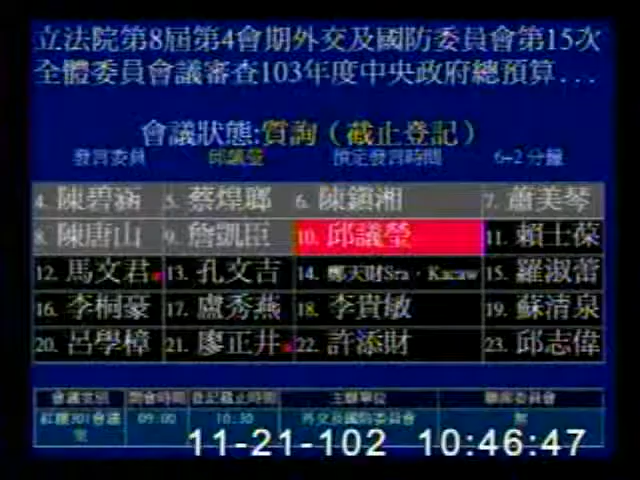 立法院第8屆第4會期外交及國防委員會第15次
全體委員會議審查103年度中央政府總預算...
會議狀態:質詢（截止登記）
發言委員 邱議瑩 預定發言時間 6+2 分鐘
4. 陳碧涵 5. 蔡煌瑯 6. 陳鎮湘 7. 蕭美琴
8. 陳唐山 9. 詹凱臣 10. 邱議瑩 11. 賴士葆
12. 馬文君 13. 孔文吉 14. 鄭天財Sra．Kacaw 15. 羅淑蕾
16. 李桐豪 17. 盧秀燕 18. 李貴敏 19. 蘇清泉
20. 呂學樟 21. 廖正井 22. 許添財 23. 邱志偉
會議類別 開會時間 登記截止時間 主辦單位 聯席委員會
紅樓301會議室 09:00 10:30 外交及國防委員會 無
11-21-102 10:46:47